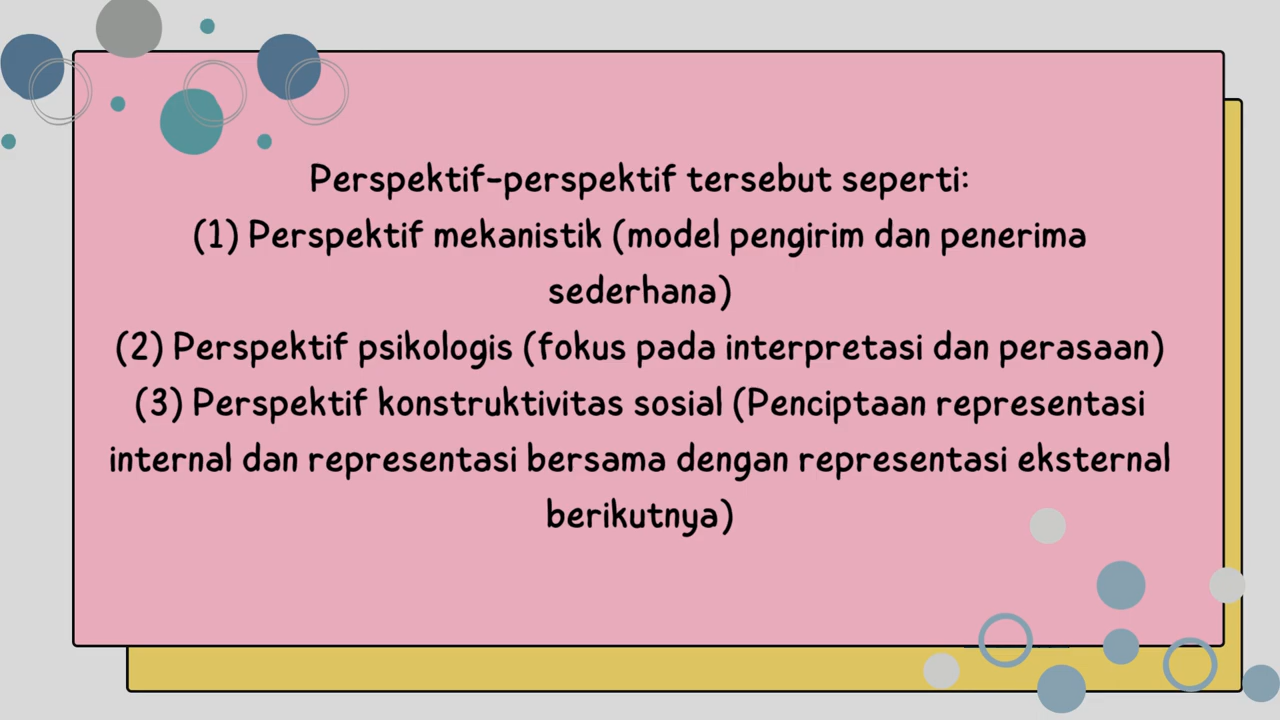 Perspektif-perspektif tersebut seperti:
(1) Perspektif mekanistik (model pengirim dan penerima
sederhana)
(2) Perspektif psikologis (fokus pada interpretasi dan perasaan)
(3) Perspektif konstruktivitas sosial (Penciptaan representasi
internal dan representasi bersama dengan representasi eksternal
berikutnya)